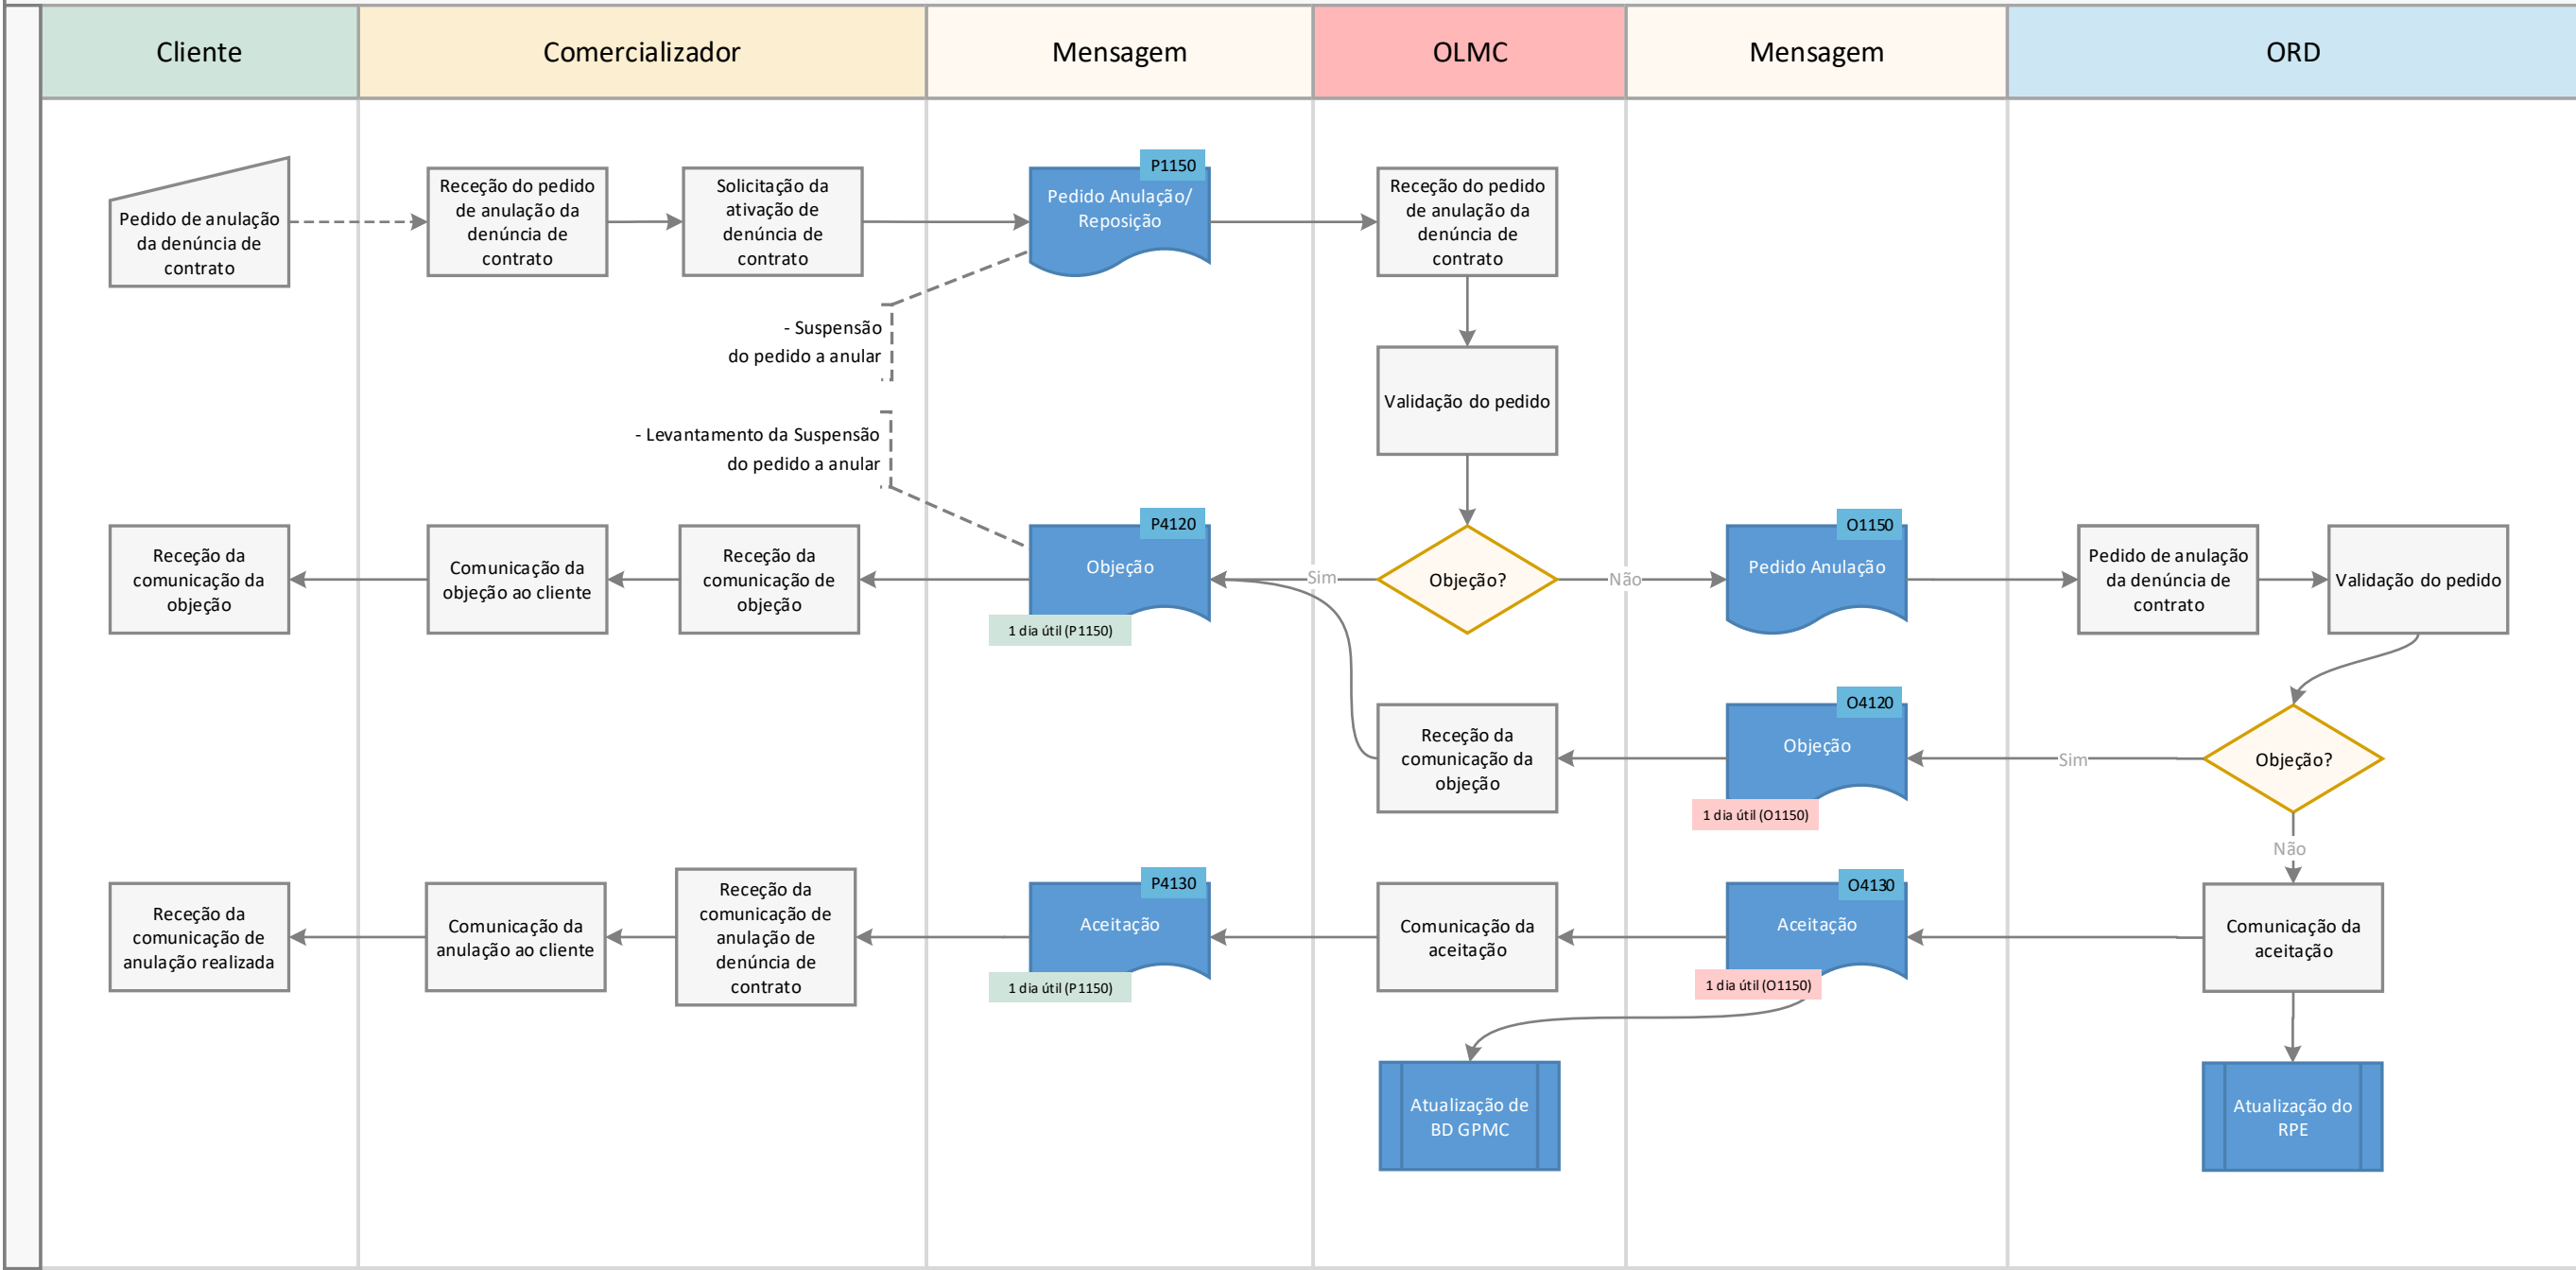 Cliente
Comercializador
Mensagem
OLMC
Mensagem
ORD
Pedido de anulação
da denúncia de
contrato
Receção do pedido
de anulação da
denúncia de
contrato
Solicitação da
ativação de
denúncia de
contrato
P1150
Pedido Anulação/
Reposição
Receção do pedido
de anulação da
denúncia de
contrato
- Suspensão
do pedido a anular
Validação do pedido
- Levantamento da Suspensão
do pedido a anular
Receção da
comunicação da
objeção
Comunicação da
objeção ao cliente
Receção da
comunicação de
objeção
P4120
Objeção
1 dia útil (P1150)
Sim
Objeção?
Não
O1150
Pedido Anulação
Pedido de anulação
da denúncia de
contrato
Validação do pedido
Receção da
comunicação da
objeção
O4120
Objeção
1 dia útil (O1150)
Sim
Objeção?
Não
Receção da
comunicação de
anulação realizada
Comunicação da
anulação ao cliente
Receção da
comunicação de
anulação de
denúncia de
contrato
P4130
Aceitação
1 dia útil (P1150)
Comunicação da
aceitação
O4130
Aceitação
1 dia útil (O1150)
Comunicação da
aceitação
Atualização de
BD GPMC
Atualização do
RPE